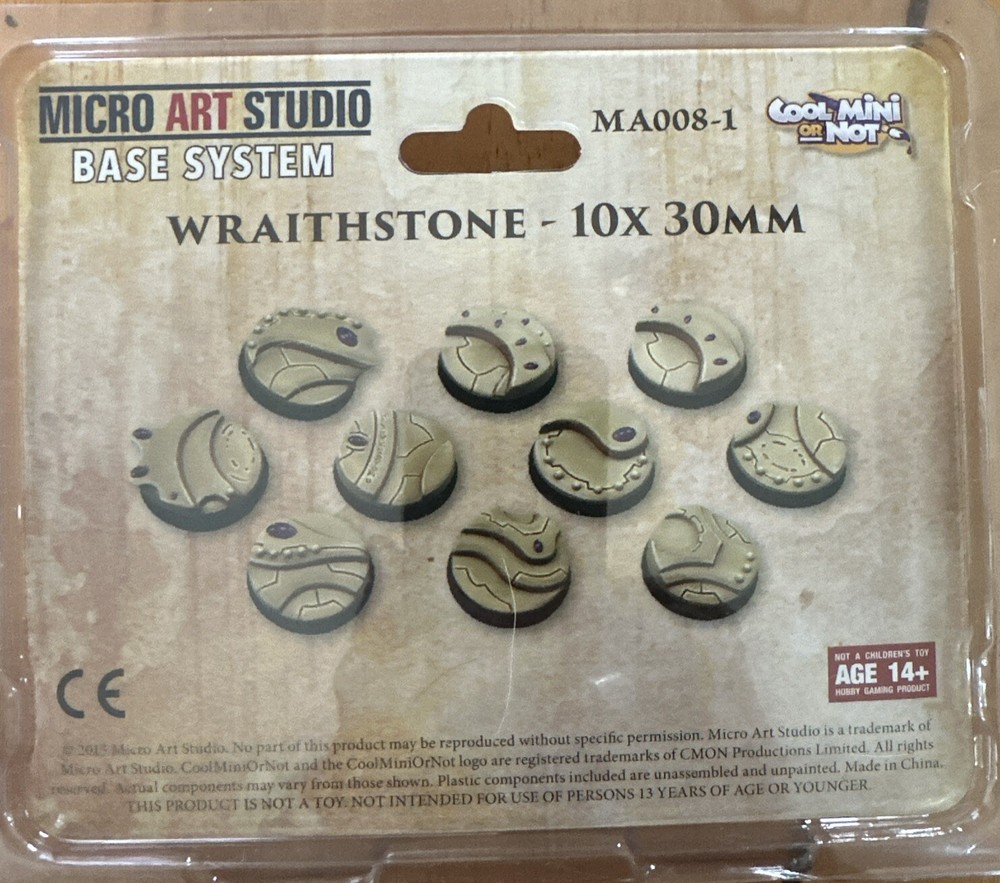 MICRO ART STUDIO
BASE SYSTEM
MA008-1
COOL MINI
OR NOT
WRAITHSTONE - 10X 30MM
CE
NOT A CHILDREN'S TOY
AGE 14+
HOBBY GAMING PRODUCT
© 2015 Micro Art Studio. No part of this product may be reproduced without specific permission. Micro Art Studio is a trademark of
Micro Art Studio. CoolMiniOrNot and the CoolMiniOrNot logo are registered trademarks of CMON Productions Limited. All rights
reserved. Actual components may vary from those shown. Plastic components included are unassembled and unpainted. Made in China.
THIS PRODUCT IS NOT A TOY. NOT INTENDED FOR USE OF PERSONS 13 YEARS OF AGE OR YOUNGER.